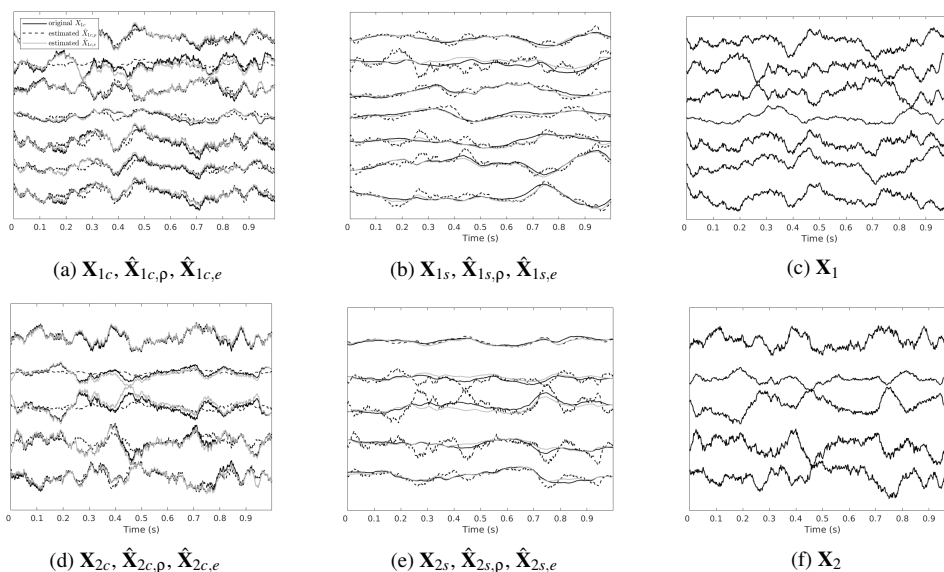 original X̂₁c
estimated X̂₁c,ρ
estimated X̂₁c,e
0 0.1 0.2 0.3 0.4 0.5 0.6 0.7 0.8 0.9
0 0.1 0.2 0.3 0.4 0.5 0.6 0.7 0.8 0.9
Time (s)
0 0.1 0.2 0.3 0.4 0.5 0.6 0.7 0.8 0.9
Time (s)
(a) X₁c, X̂₁c,ρ, X̂₁c,e
(b) X₁s, X̂₁s,ρ, X̂₁s,e
(c) X₁
0 0.1 0.2 0.3 0.4 0.5 0.6 0.7 0.8 0.9
Time (s)
0 0.1 0.2 0.3 0.4 0.5 0.6 0.7 0.8 0.9
Time (s)
0 0.1 0.2 0.3 0.4 0.5 0.6 0.7 0.8 0.9
Time (s)
(d) X₂c, X̂₂c,ρ, X̂₂c,e
(e) X₂s, X̂₂s,ρ, X̂₂s,e
(f) X₂